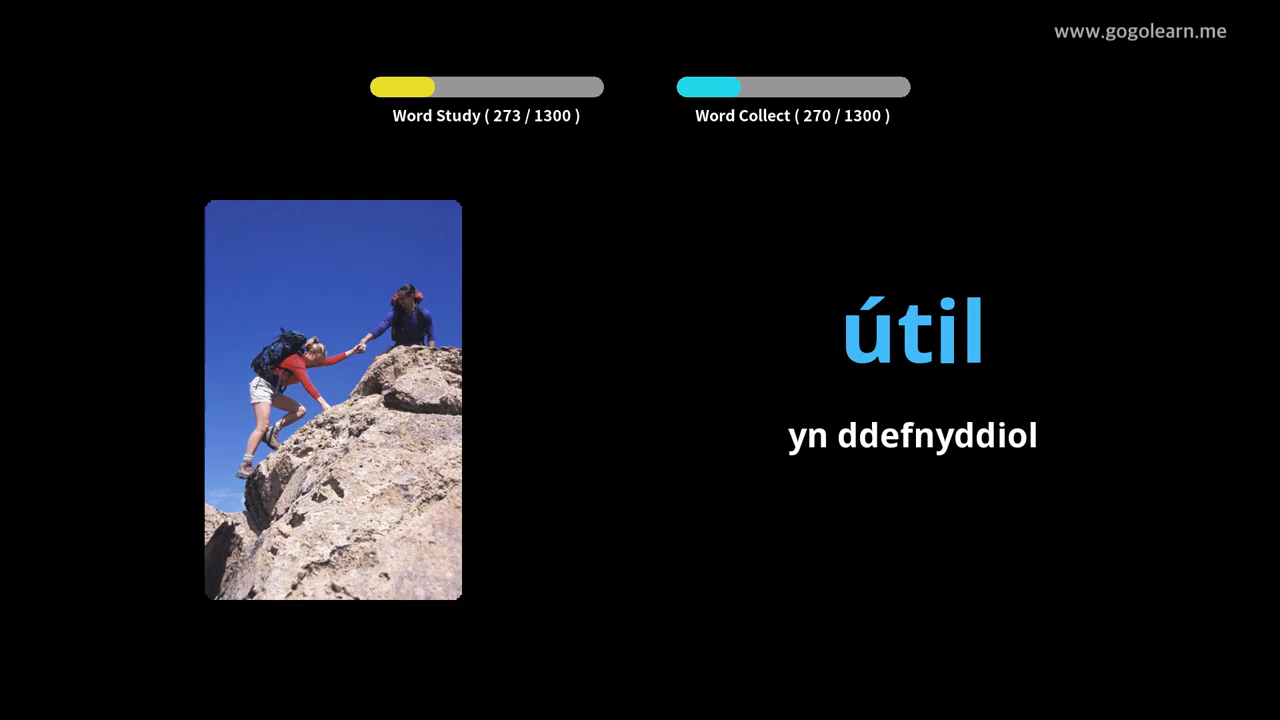 www.gogolearn.me
Word Study ( 273 / 1300 )
Word Collect ( 270 / 1300 )
útil
yn ddefnyddiol